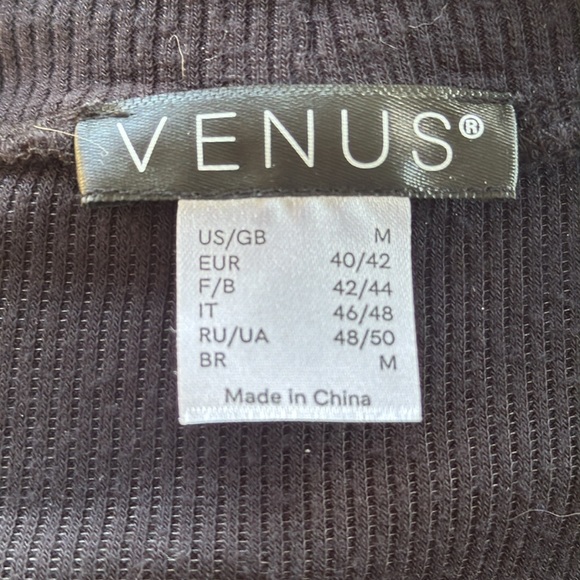 VENUS®
US/GB M
EUR 40/42
F/B 42/44
IT 46/48
RU/UA 48/50
BR M
Made in China